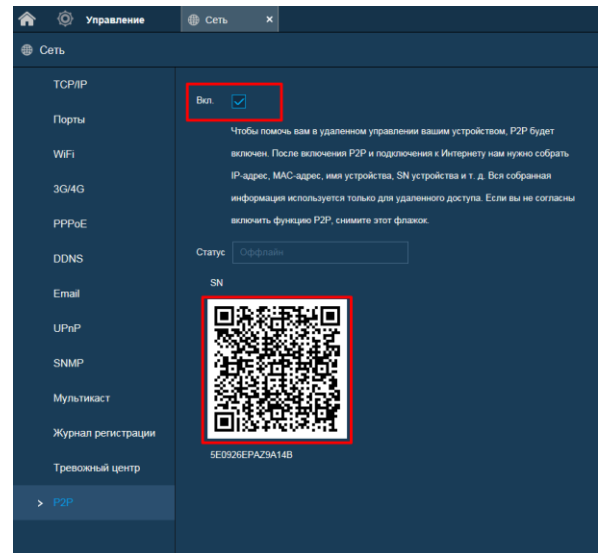 Управление
Сеть ×
Сеть
TCP/IP
Порты
WiFi
3G/4G
PPPoE
DDNS
Email
UPnP
SNMP
Мультикаст
Журнал регистрации
Тревожный центр
> P2P
Вкл.
Чтобы помочь вам в удаленном управлении вашим устройством, P2P будет
включен. После включения P2P и подключения к Интернету нам нужно собрать
IP-адрес, MAC-адрес, имя устройства, SN устройства и т. д. Вся собранная
информация используется только для удаленного доступа. Если вы не согласны
включить функцию P2P, снимите этот флажок.
Статус Оффлайн
SN
5E0926EPAZ9A14B